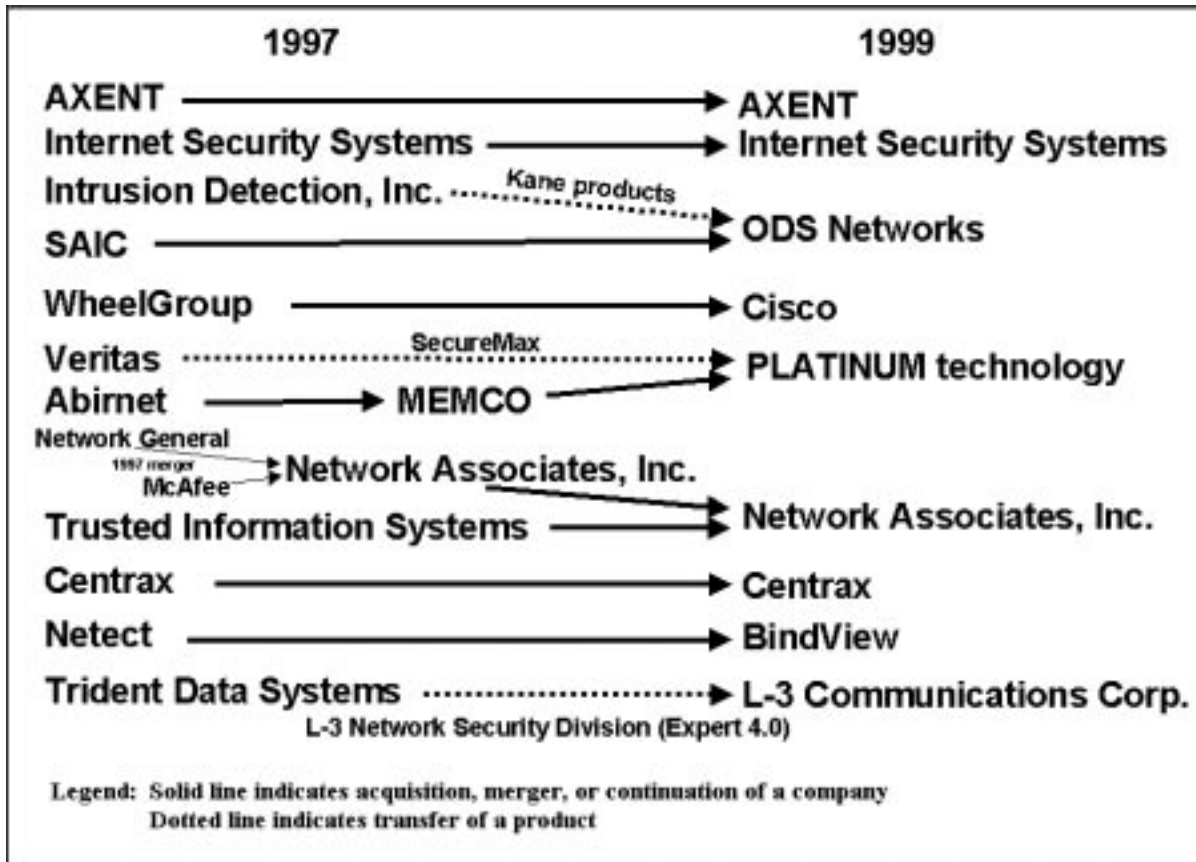 1997 1999
AXENT AXENT
Internet Security Systems Internet Security Systems
Intrusion Detection, Inc. Kane products
ODS Networks
SAIC
WheelGroup Cisco
Veritas SecureMax PLATINUM technology
Abirnet MEMCO
Network General
1997 merger Network Associates, Inc.
McAfee
Trusted Information Systems Network Associates, Inc.
Centrax Centrax
Netect BindView
Trident Data Systems L-3 Communications Corp.
L-3 Network Security Division (Expert 4.0)
Legend: Solid line indicates acquisition, merger, or continuation of a company
Dotted line indicates transfer of a product